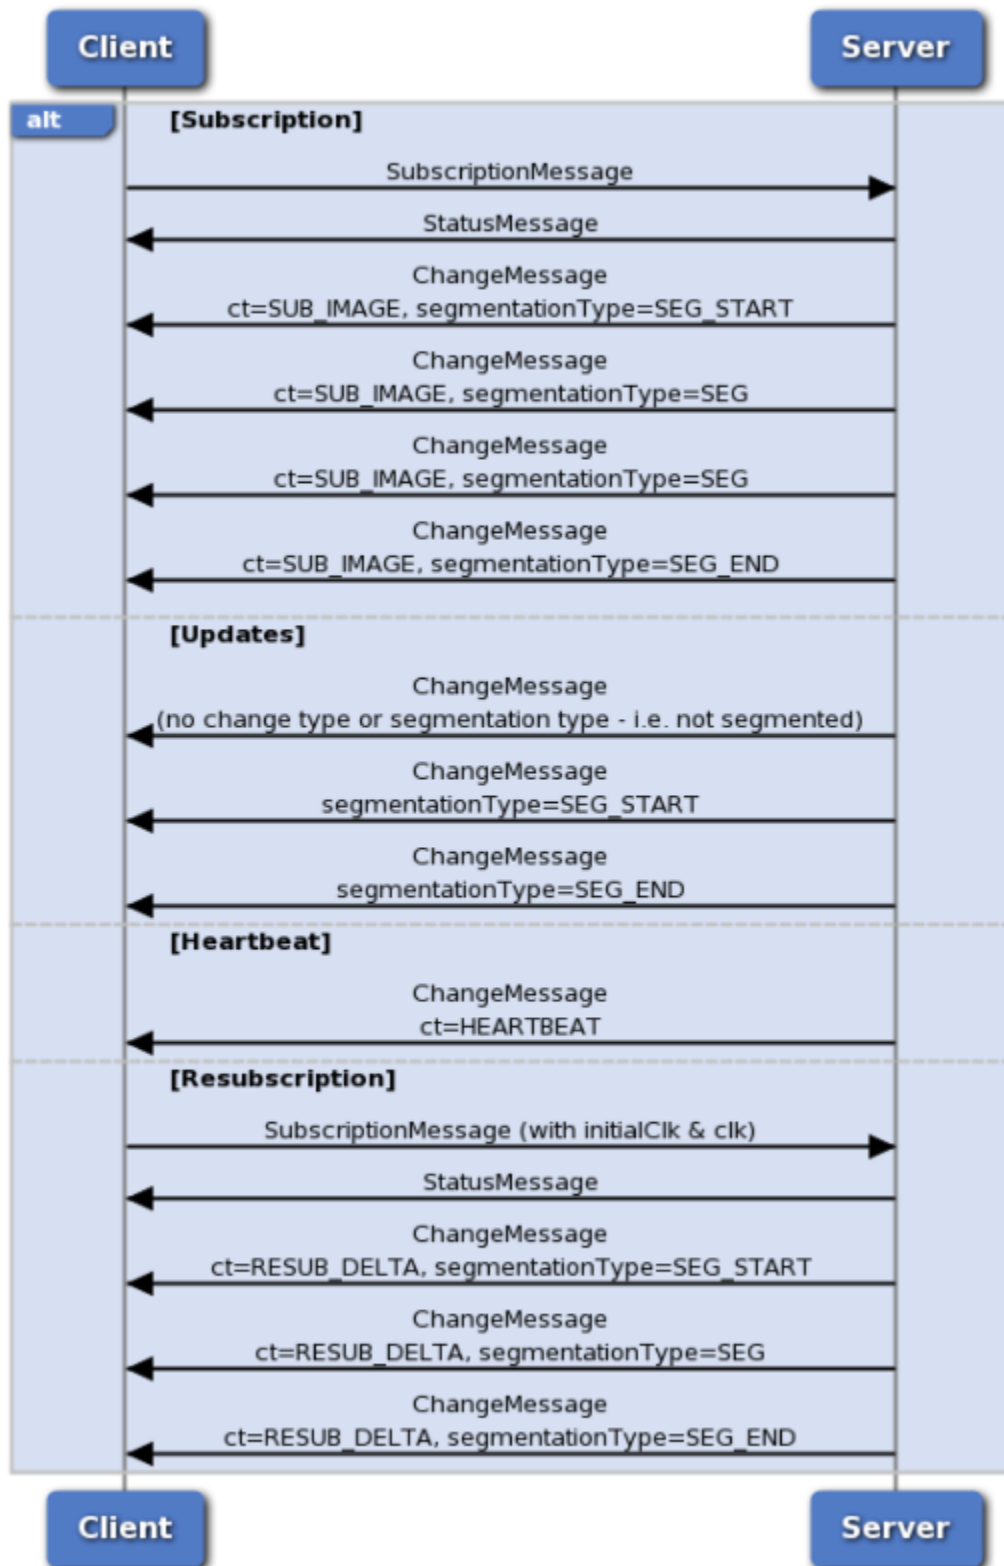 Client
Server
alt
[Subscription]
SubscriptionMessage
StatusMessage
ChangeMessage
ct=SUB_IMAGE, segmentationType=SEG_START
ChangeMessage
ct=SUB_IMAGE, segmentationType=SEG
ChangeMessage
ct=SUB_IMAGE, segmentationType=SEG
ChangeMessage
ct=SUB_IMAGE, segmentationType=SEG_END
[Updates]
ChangeMessage
(no change type or segmentation type - i.e. not segmented)
ChangeMessage
segmentationType=SEG_START
ChangeMessage
segmentationType=SEG_END
[Heartbeat]
ChangeMessage
ct=HEARTBEAT
[Resubscription]
SubscriptionMessage (with initialClk & clk)
StatusMessage
ChangeMessage
ct=RESUB_DELTA, segmentationType=SEG_START
ChangeMessage
ct=RESUB_DELTA, segmentationType=SEG
ChangeMessage
ct=RESUB_DELTA, segmentationType=SEG_END
Client
Server